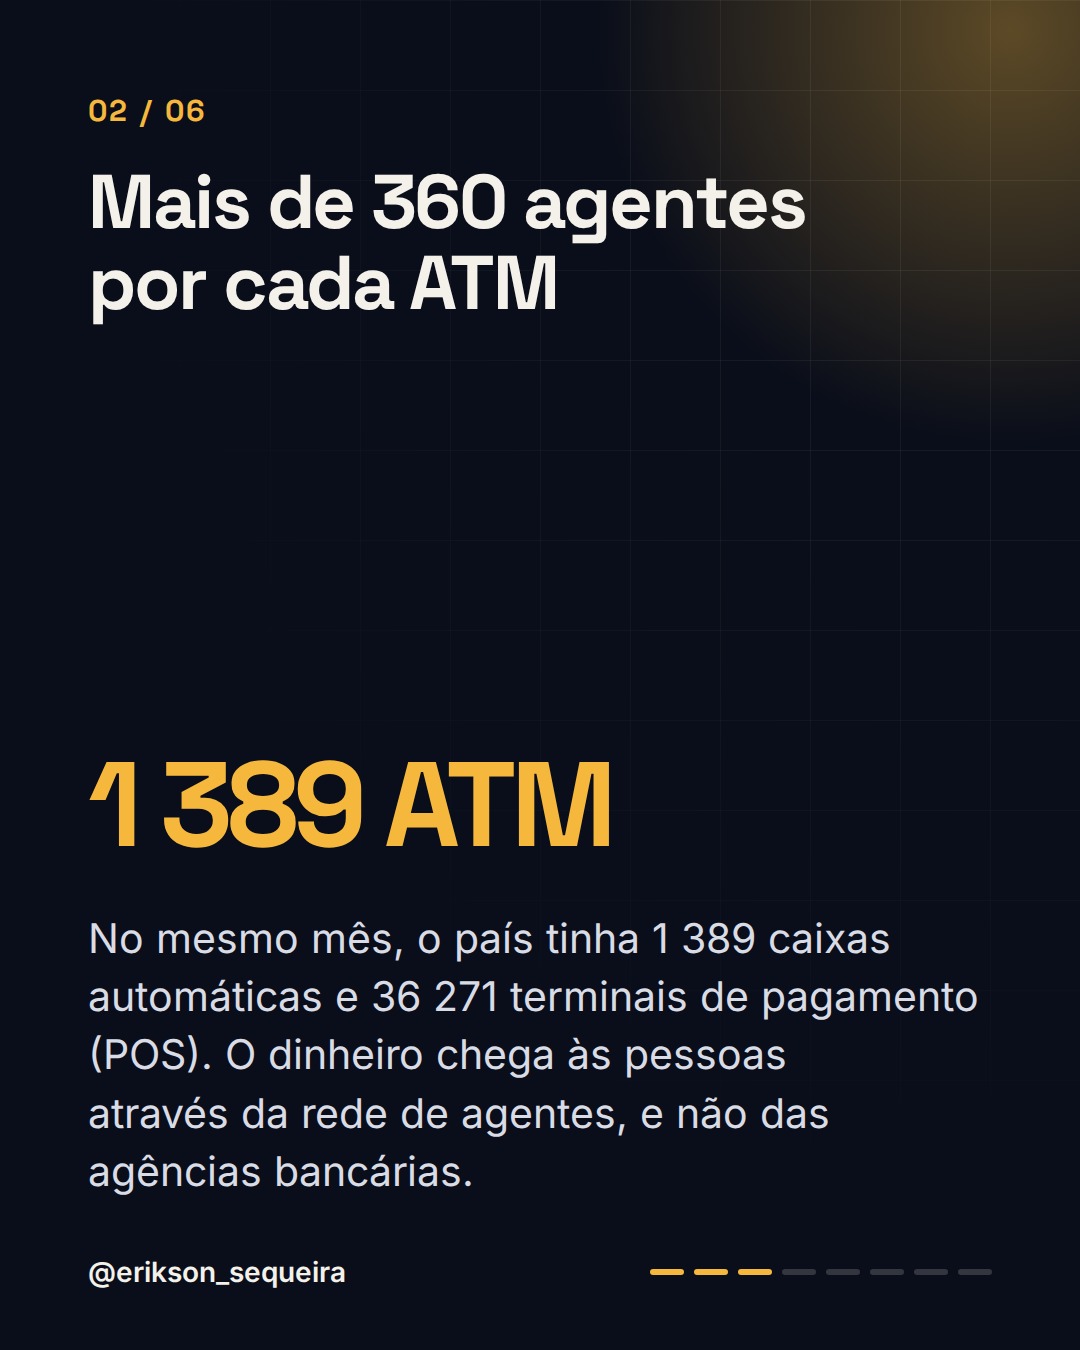 02 / 06
Mais de 360 agentes
por cada ATM
1 389 ATM
No mesmo mês, o país tinha 1 389 caixas
automáticas e 36 271 terminais de pagamento
(POS). O dinheiro chega às pessoas
através da rede de agentes, e não das
agências bancárias.
@erikson_sequeira